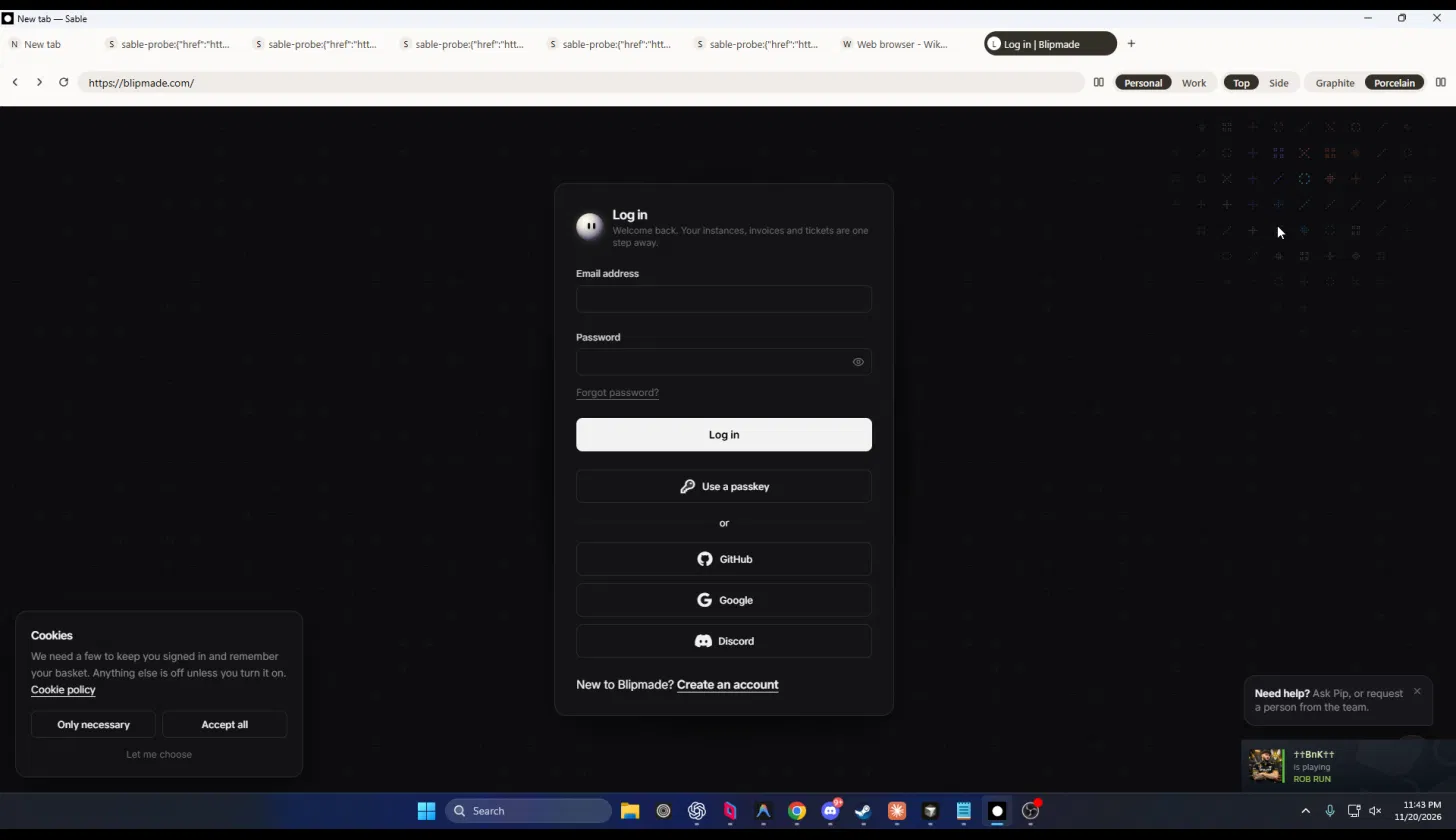 New tab — Sable
N New tab
S sable-probe:{"href":"htt...
S sable-probe:{"href":"htt...
S sable-probe:{"href":"htt...
S sable-probe:{"href":"htt...
S sable-probe:{"href":"htt...
W Web browser - Wik...
L Log in | Blipmade
https://blipmade.com/
Personal
Work
Top
Side
Graphite
Porcelain
Log in
Welcome back. Your instances, invoices and tickets are one
step away.
Email address
Password
Forgot password?
Log in
Use a passkey
or
GitHub
Google
Discord
New to Blipmade? Create an account
Cookies
We need a few to keep you signed in and remember
your basket. Anything else is off unless you turn it on.
Cookie policy
Only necessary
Accept all
Let me choose
Need help? Ask Pip, or request
a person from the team.
††BnK††
is playing
ROB RUN
Search
9+
11:43 PM
11/20/2026